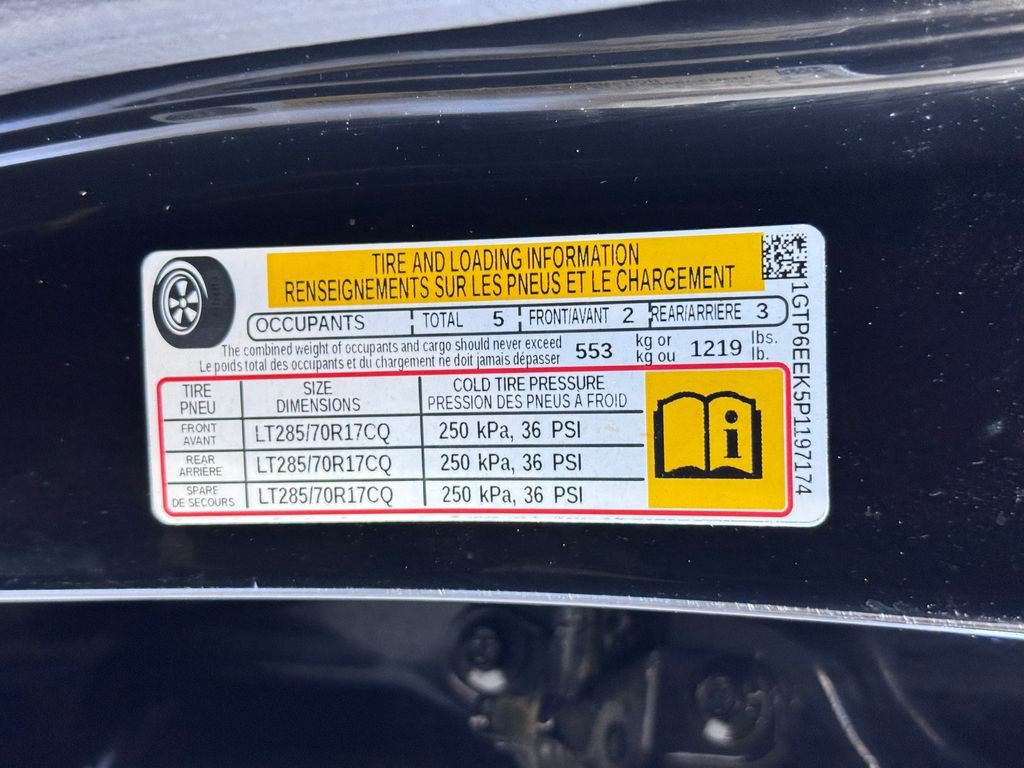 TIRE AND LOADING INFORMATION
RENSEIGNEMENTS SUR LES PNEUS ET LE CHARGEMENT
OCCUPANTS TOTAL 5 FRONT/AVANT 2 REAR/ARRIÈRE 3
The combined weight of occupants and cargo should never exceed 553 kg or 1219 lbs.
Le poids total des occupants et du chargement ne doit jamais dépasser kg ou lb.
TIRE SIZE COLD TIRE PRESSURE
PNEU DIMENSIONS PRESSION DES PNEUS À FROID
FRONT
AVANT LT285/70R17CQ 250 kPa, 36 PSI
REAR
ARRIÈRE LT285/70R17CQ 250 kPa, 36 PSI
SPARE
DE SECOURS LT285/70R17CQ 250 kPa, 36 PSI
i
1GTP6EEK5P1197174